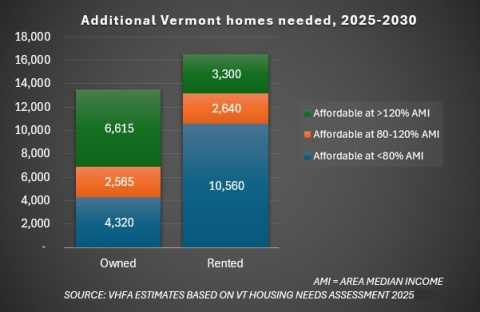 Additional Vermont homes needed, 2025-2030
18,000
16,000
14,000
12,000
10,000
8,000
6,000
4,000
2,000
-
6,615
2,565
4,320
3,300
2,640
10,560
Owned
Rented
Affordable at >120% AMI
Affordable at 80-120% AMI
Affordable at <80% AMI
AMI = AREA MEDIAN INCOME
SOURCE: VHFA ESTIMATES BASED ON VT HOUSING NEEDS ASSESSMENT 2025